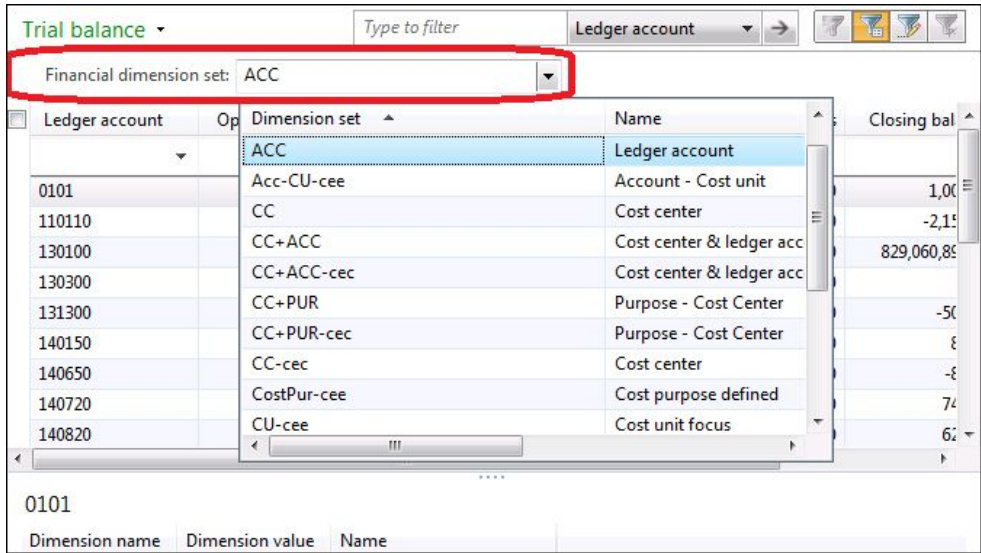 Trial balance
Type to filter
Ledger account
Financial dimension set: ACC
Ledger account Op Dimension set Name Closing bal
ACC Ledger account
0101 Acc-CU-cee Account - Cost unit 1,00
110110 CC Cost center -2,15
130100 CC+ACC Cost center & ledger acc 829,060,89
130300 CC+ACC-cec Cost center & ledger acc
131300 CC+PUR Purpose - Cost Center -50
140150 CC+PUR-cec Purpose - Cost Center 8
140650 CC-cec Cost center -8
140720 CostPur-cee Cost purpose defined 74
140820 CU-cee Cost unit focus 62
0101
Dimension name Dimension value Name